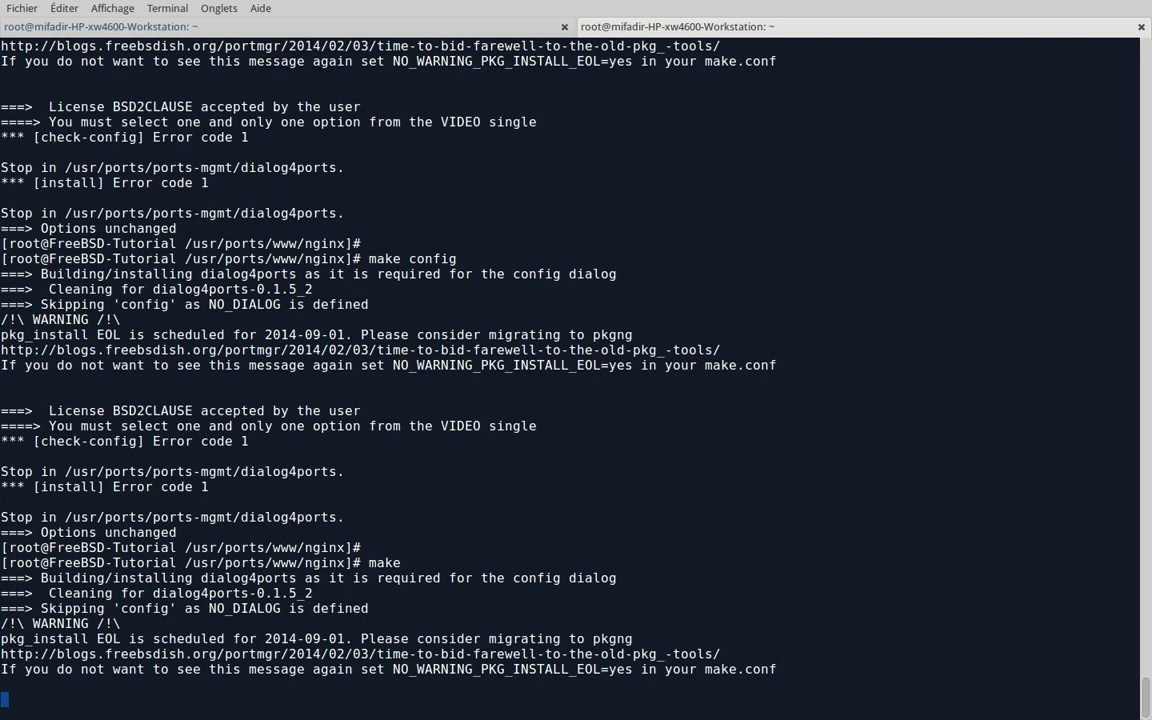 Fichier Éditer Affichage Terminal Onglets Aide
root@mifadir-HP-xw4600-Workstation: ~ root@mifadir-HP-xw4600-Workstation: ~
http://blogs.freebsdish.org/portmgr/2014/02/03/time-to-bid-farewell-to-the-old-pkg_-tools/
If you do not want to see this message again set NO_WARNING_PKG_INSTALL_EOL=yes in your make.conf
===>  License BSD2CLAUSE accepted by the user
====> You must select one and only one option from the VIDEO single
*** [check-config] Error code 1
Stop in /usr/ports/ports-mgmt/dialog4ports.
*** [install] Error code 1
Stop in /usr/ports/ports-mgmt/dialog4ports.
===> Options unchanged
[root@FreeBSD-Tutorial /usr/ports/www/nginx]#
[root@FreeBSD-Tutorial /usr/ports/www/nginx]# make config
===> Building/installing dialog4ports as it is required for the config dialog
===>  Cleaning for dialog4ports-0.1.5_2
===> Skipping 'config' as NO_DIALOG is defined
/!\ WARNING /!\
pkg_install EOL is scheduled for 2014-09-01. Please consider migrating to pkgng
http://blogs.freebsdish.org/portmgr/2014/02/03/time-to-bid-farewell-to-the-old-pkg_-tools/
If you do not want to see this message again set NO_WARNING_PKG_INSTALL_EOL=yes in your make.conf
===>  License BSD2CLAUSE accepted by the user
====> You must select one and only one option from the VIDEO single
*** [check-config] Error code 1
Stop in /usr/ports/ports-mgmt/dialog4ports.
*** [install] Error code 1
Stop in /usr/ports/ports-mgmt/dialog4ports.
===> Options unchanged
[root@FreeBSD-Tutorial /usr/ports/www/nginx]#
[root@FreeBSD-Tutorial /usr/ports/www/nginx]# make
===> Building/installing dialog4ports as it is required for the config dialog
===>  Cleaning for dialog4ports-0.1.5_2
===> Skipping 'config' as NO_DIALOG is defined
/!\ WARNING /!\
pkg_install EOL is scheduled for 2014-09-01. Please consider migrating to pkgng
http://blogs.freebsdish.org/portmgr/2014/02/03/time-to-bid-farewell-to-the-old-pkg_-tools/
If you do not want to see this message again set NO_WARNING_PKG_INSTALL_EOL=yes in your make.conf